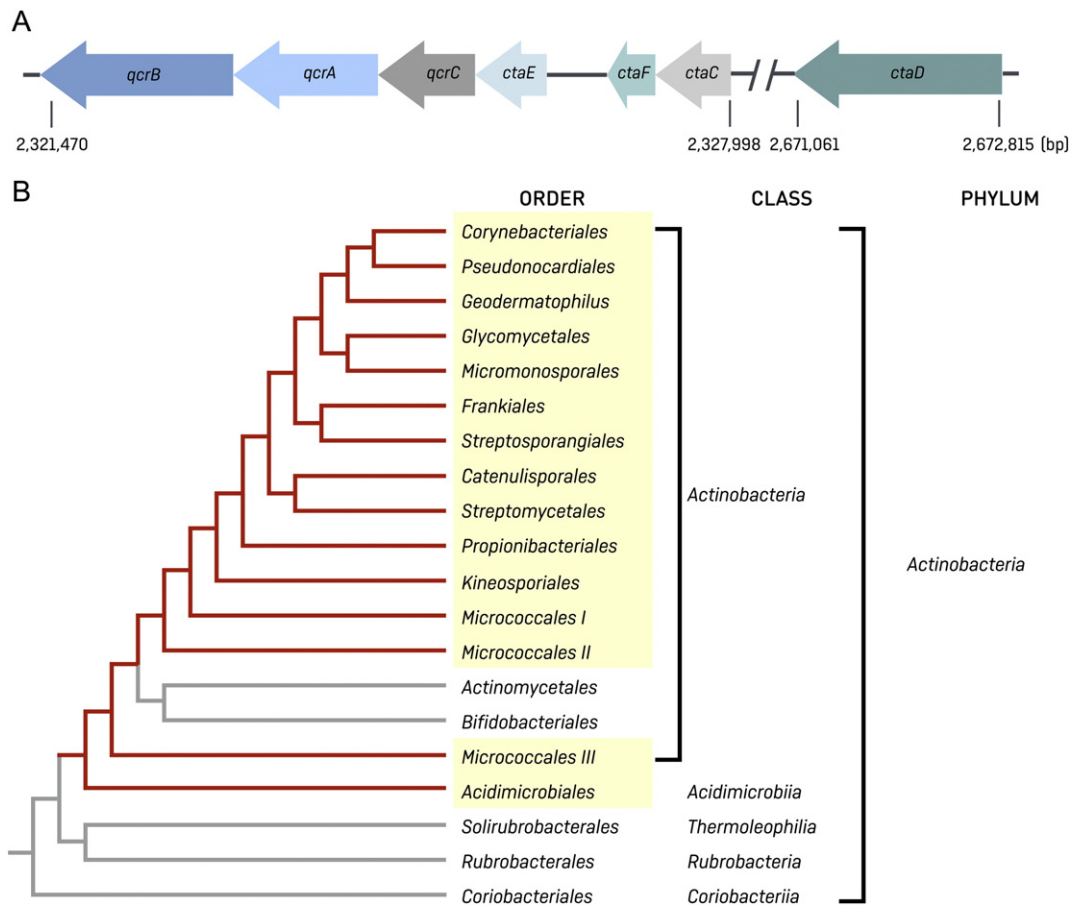 A
qcrB qcrA qcrC ctaE ctaF ctaC ctaD
2,321,470 2,327,998 2,671,061 2,672,815 (bp)
B
ORDER CLASS PHYLUM
Corynebacteriales
Pseudonocardiales
Geodermatophilus
Glycomycetales
Micromonosporales
Frankiales
Streptosporangiales
Catenulisporales
Actinobacteria
Streptomycetales
Propionibacteriales
Actinobacteria
Kineosporiales
Micrococcales I
Micrococcales II
Actinomycetales
Bifidobacteriales
Micrococcales III
Acidimicrobiales Acidimicrobiia
Solirubrobacterales Thermoleophilia
Rubrobacterales Rubrobacteria
Coriobacteriales Coriobacteriia